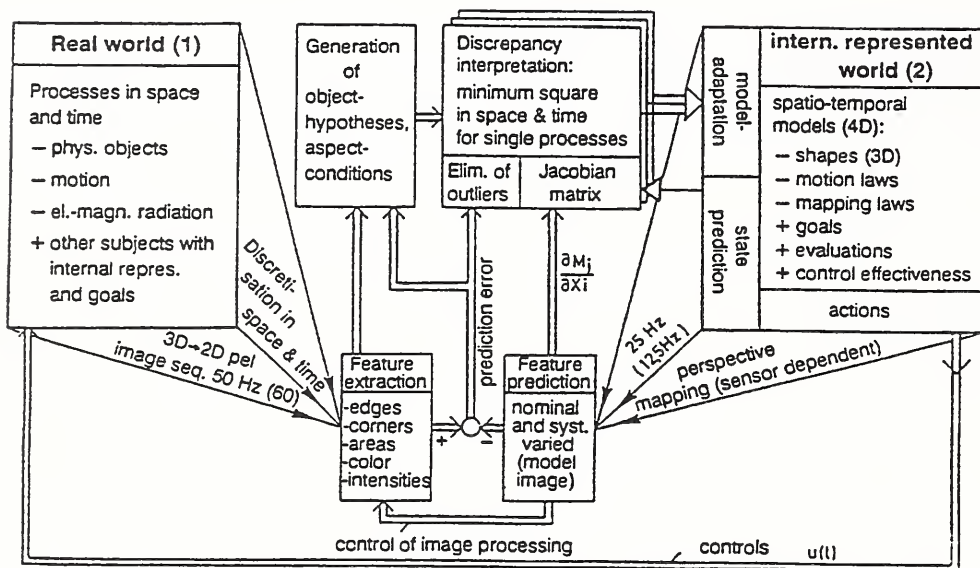 Real world (1)
Processes in space
and time
– phys. objects
– motion
– el.-magn. radiation
+ other subjects with
internal repres.
and goals
Generation
of
object-
hypotheses,
aspect-
conditions
Discrepancy
interpretation:
minimum square
in space & time
for single processes
Elim. of
outliers
Jacobian
matrix
model-
adaptation
state
prediction
intern. represented
world (2)
spatio-temporal
models (4D):
– shapes (3D)
– motion laws
– mapping laws
+ goals
+ evaluations
+ control effectiveness
actions
Discreti-
sation in
space & time
3D→2D pel
image seq. 50 Hz (60)
Feature
extraction
-edges
-corners
-areas
-color
-intensities
+
–
prediction error
∂Mj
∂Xi
Feature
prediction
nominal
and syst.
varied
(model
image)
25 Hz
(125Hz)
perspective
mapping (sensor dependent)
control of image processing
controls u(t)